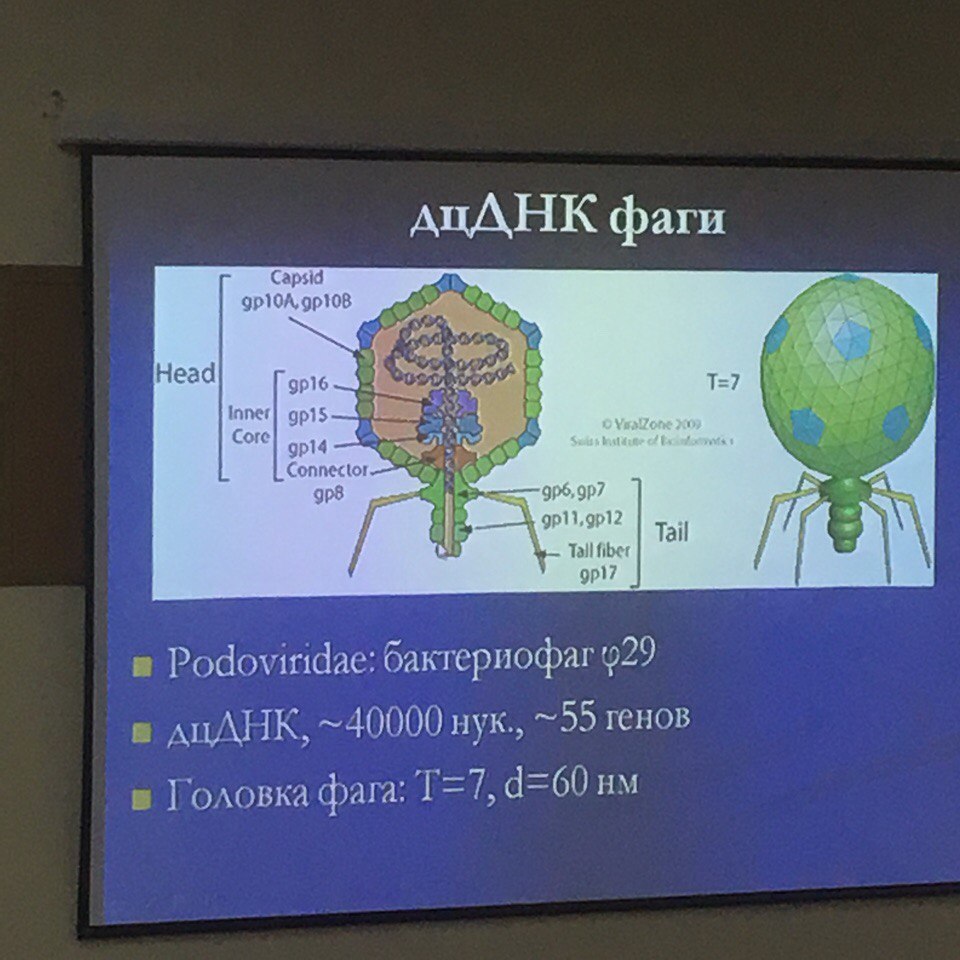 дцДНК фаги
Capsid
gp10A, gp10B
Head
Inner
Core
gp16
gp15
gp14
Connector
gp8
gp6, gp7
gp11, gp12
Tail fiber
gp17
Tail
© ViralZone 2009
Swiss Institute of Bioinformatics
T=7
Podoviridae: бактериофаг φ29
дцДНК, ~40000 нук., ~55 генов
Головка фага: T=7, d=60 нм